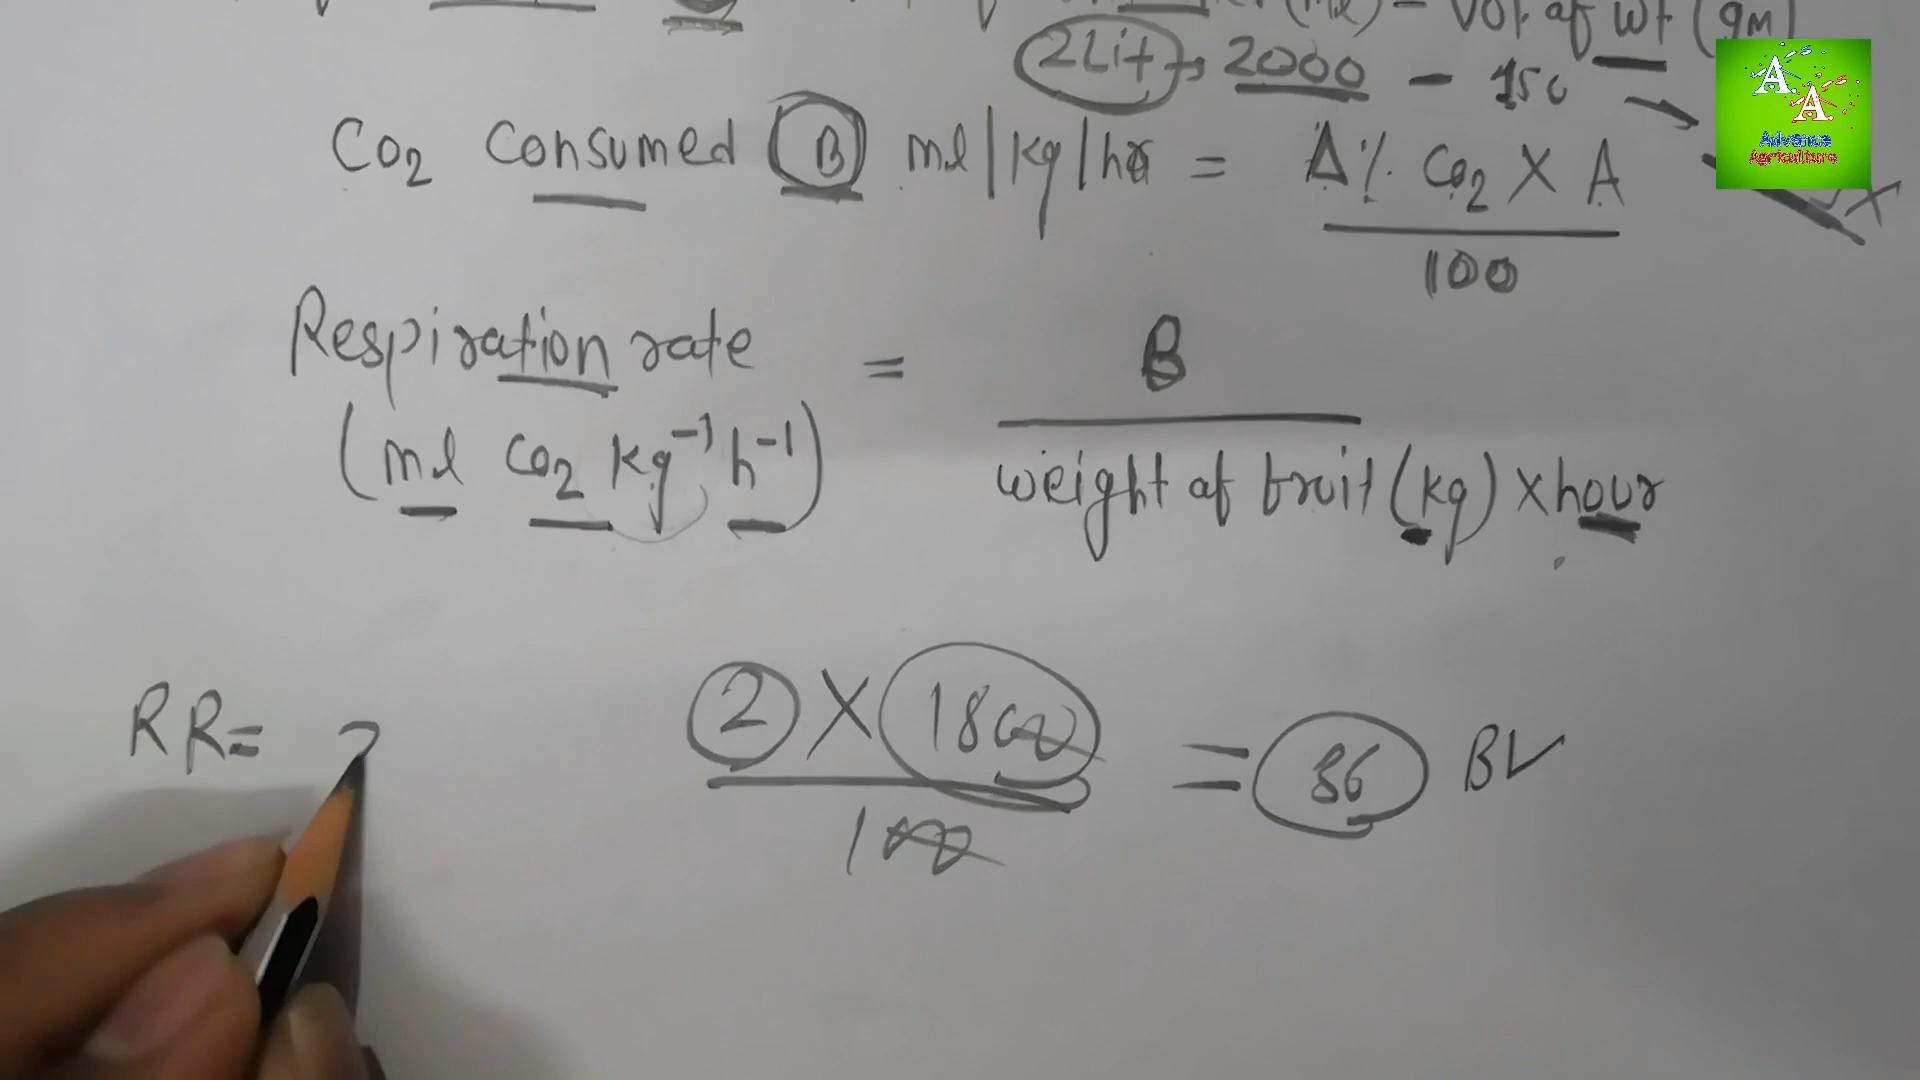 Vol of wt (gm)
2Lit → 2000 - 150
Co2 Consumed B ml/kg/hr = Δ% Co2 X A
100
Respiration rate = B
(ml Co2 kg-1 h-1) weight of fruit (kg) X hour
RR= 2 X 1800 = 36 B✓
100
A A
Advance
Agriculture